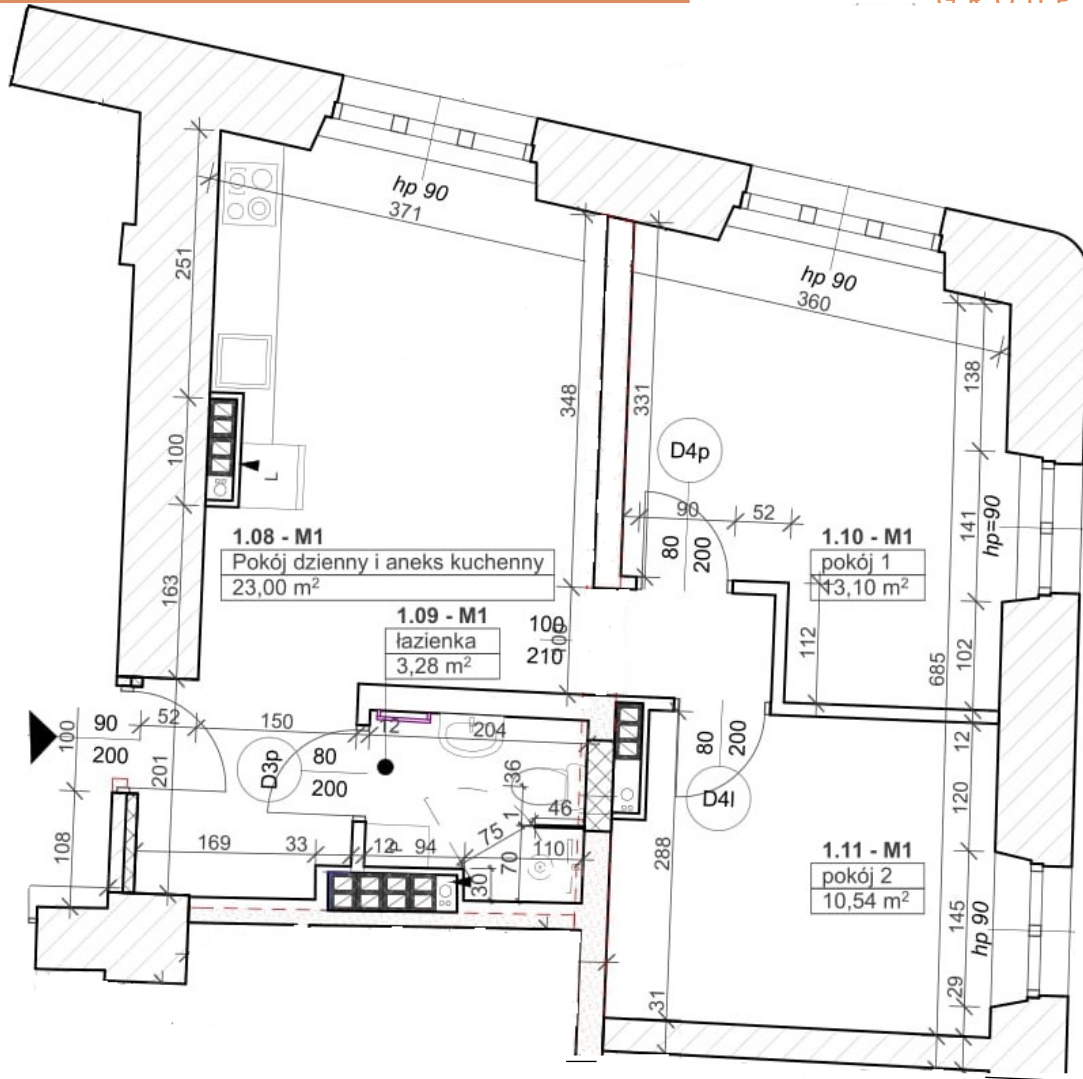 hp 90
371
hp 90
360
251
348
331
138
D4p
100
90
52
141
hp=90
80
200
1.08 - M1
Pokój dzienny i aneks kuchenny
23,00 m²
1.10 - M1
pokój 1
13,10 m²
L
163
1.09 - M1
łazienka
3,28 m²
100
210
112
102
685
100
90
200
52
150
12
204
80
200
12
D3p
80
200
201
36
46
D4l
120
1
75
108
169
33
12
94
110
70
30
288
1.11 - M1
pokój 2
10,54 m²
145
hp 90
31
29